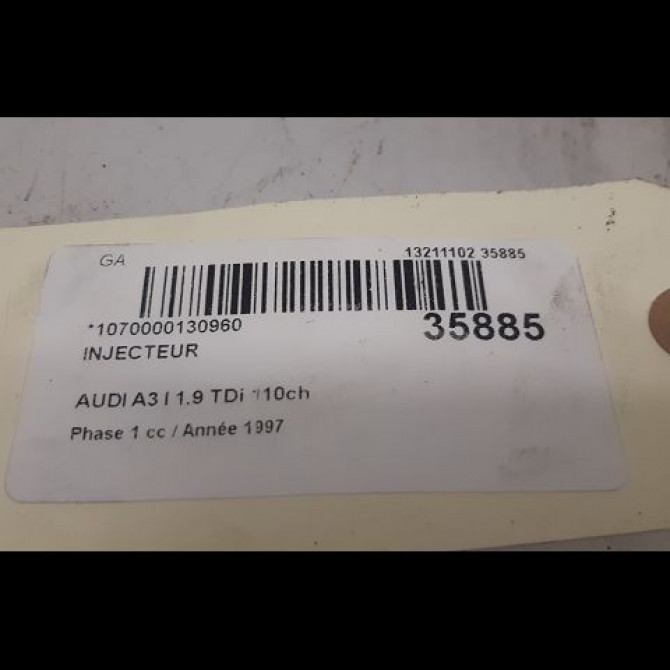 GA
13211102 35885
*1070000130960
35885
INJECTEUR
AUDI A3 I 1.9 TDi 110ch
Phase 1 cc / Année 1997